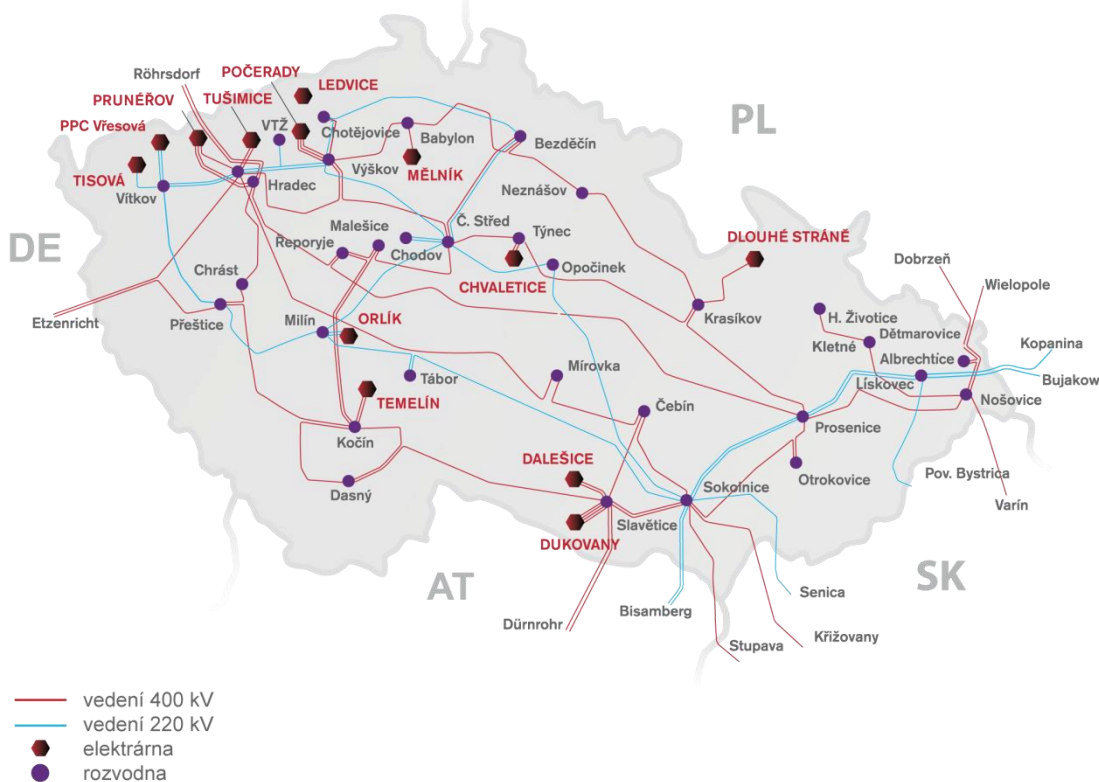 POČERADY
Röhrsdorf
LEDVICE
PRUNÉŘOV
TUŠIMICE
PPC Vřesová
VTŽ
Chotějovice
Babylon
Bezděčín
PL
TISOVÁ
Výškov
MĚLNÍK
Vítkov
Hradec
Neznášov
DE
Malešice
Č. Střed
Týnec
DLOUHÉ STRÁNĚ
Řeporyje
Chodov
Opočinek
Dobrzeń
Chrást
CHVALETICE
Wielopole
Etzenricht
Přeštice
Milín
ORLÍK
Krasíkov
H. Životice
Dětmarovice
Kletné
Albrechtíce
Kopanina
Lískovec
Bujakow
Tábor
Mírovka
TEMELÍN
Nošovice
Čebín
Prosenice
Kočín
DALEŠICE
Otrokovice
Pov. Bystrica
Dasný
Sokolnice
Varín
Slavětice
DUKOVANY
AT
SK
Senica
Bisamberg
Dürnrohr
Stupava
Křižovany
vedení 400 kV
vedení 220 kV
elektrárna
rozvodna